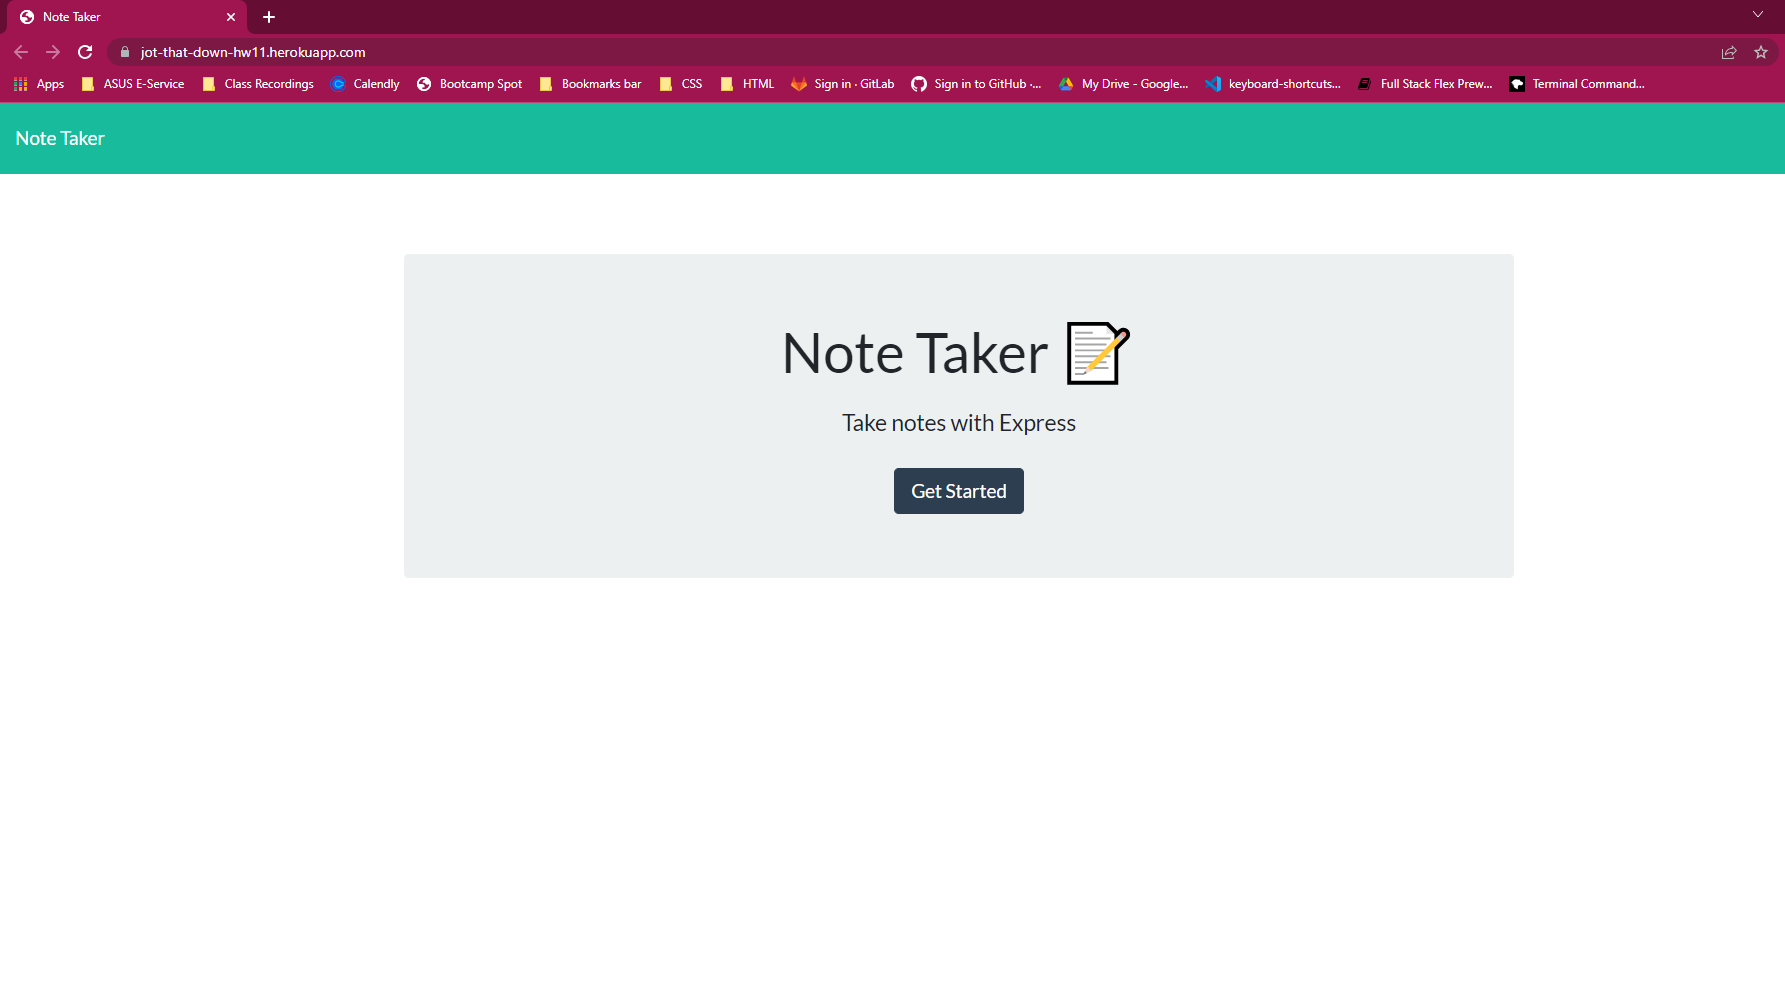 Note Taker
jot-that-down-hw11.herokuapp.com
Apps ASUS E-Service Class Recordings Calendly Bootcamp Spot Bookmarks bar CSS HTML Sign in · GitLab Sign in to GitHub ·... My Drive - Google... keyboard-shortcuts... Full Stack Flex Prew... Terminal Command...
Note Taker
Note Taker
Take notes with Express
Get Started